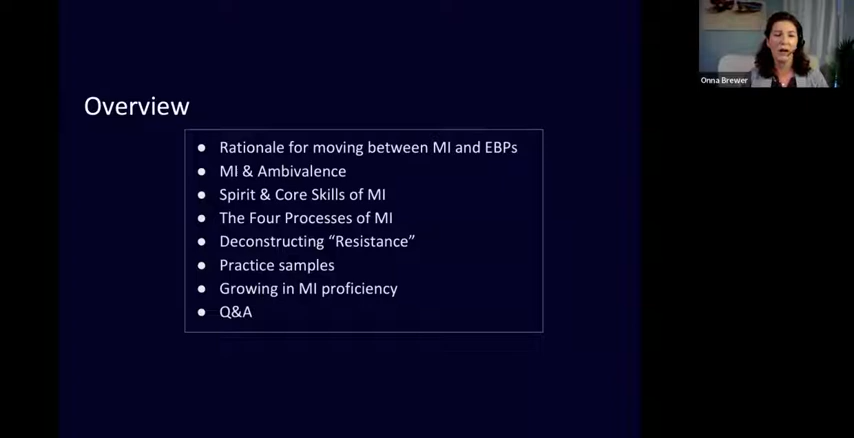 Overview
● Rationale for moving between MI and EBPs
● MI & Ambivalence
● Spirit & Core Skills of MI
● The Four Processes of MI
● Deconstructing “Resistance”
● Practice samples
● Growing in MI proficiency
● Q&A
Onna Brewer